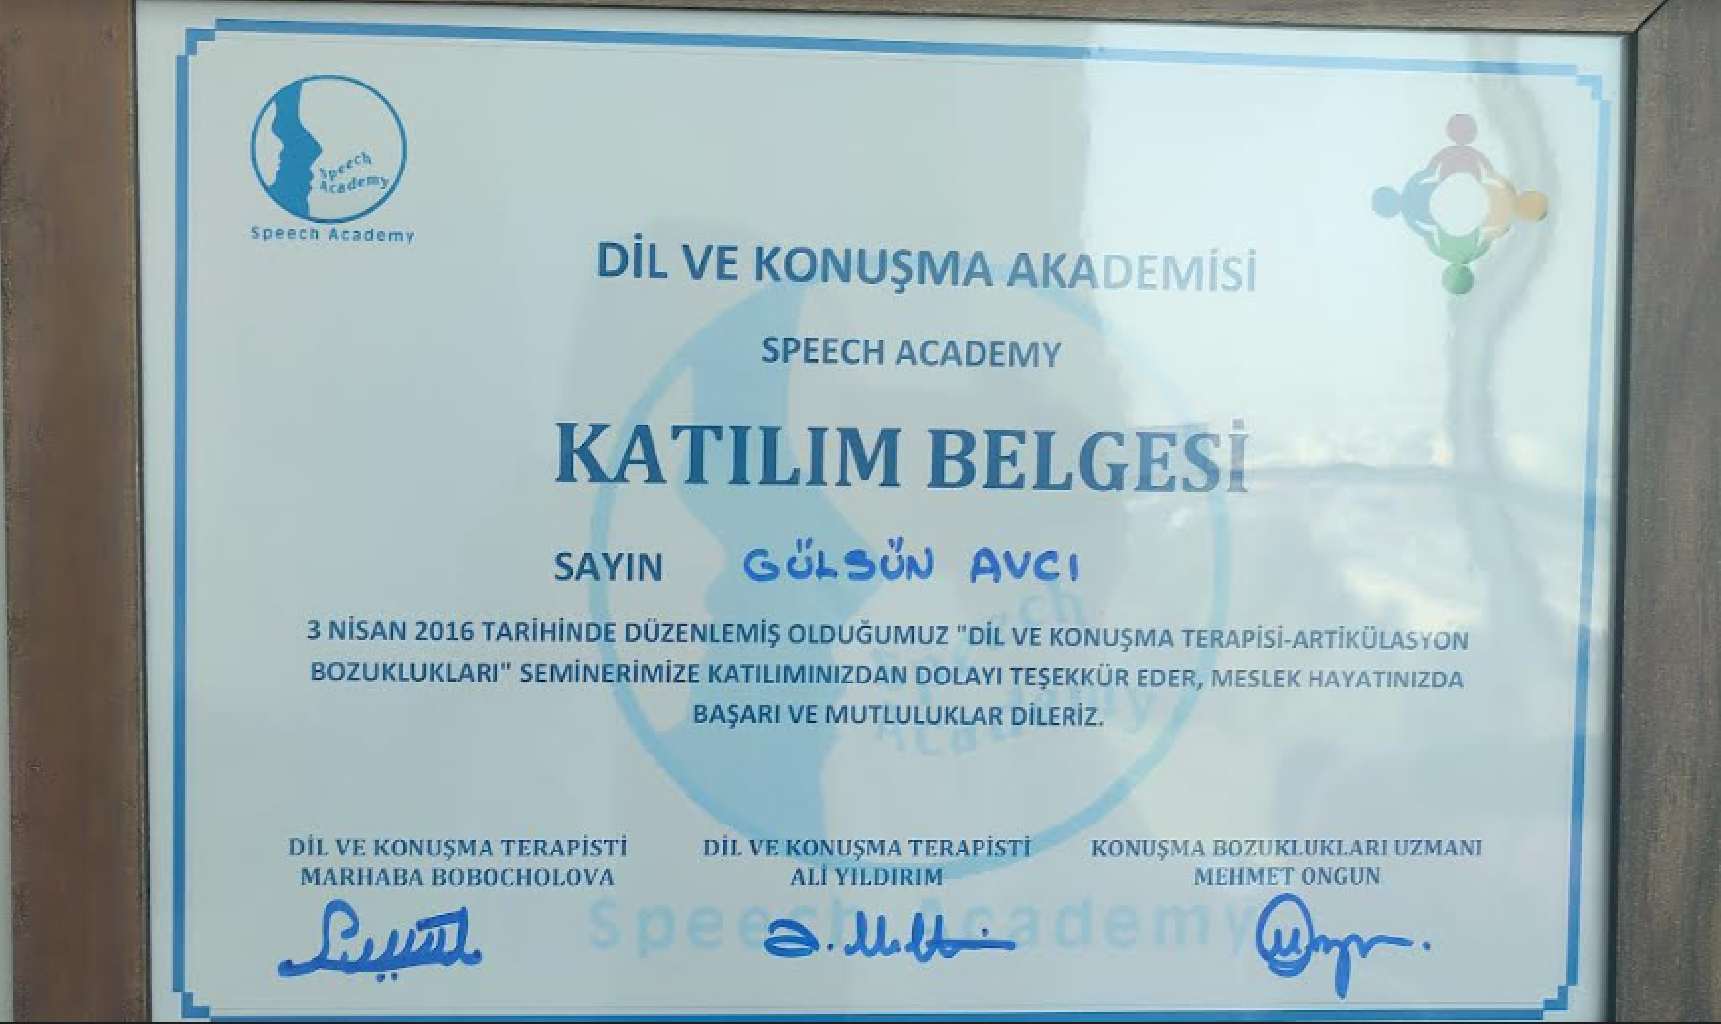 Speech
Academy
Speech Academy
DİL VE KONUŞMA AKADEMİSİ
SPEECH ACADEMY
KATILIM BELGESİ
SAYIN GÜLSÜN AVCI
3 NİSAN 2016 TARİHİNDE DÜZENLEMİŞ OLDUĞUMUZ "DİL VE KONUŞMA TERAPİSİ-ARTİKÜLASYON
BOZUKLUKLARI" SEMİNERİMİZE KATILIMINIZDAN DOLAYI TEŞEKKÜR EDER, MESLEK HAYATINIZDA
BAŞARI VE MUTLULUKLAR DİLERİZ.
Speech
Academy
DİL VE KONUŞMA TERAPİSTİ DİL VE KONUŞMA TERAPİSTİ KONUŞMA BOZUKLUKLARI UZMANI
MARHABA BOBOCHOLOVA ALİ YILDIRIM MEHMET ONGUN
Speech Academy